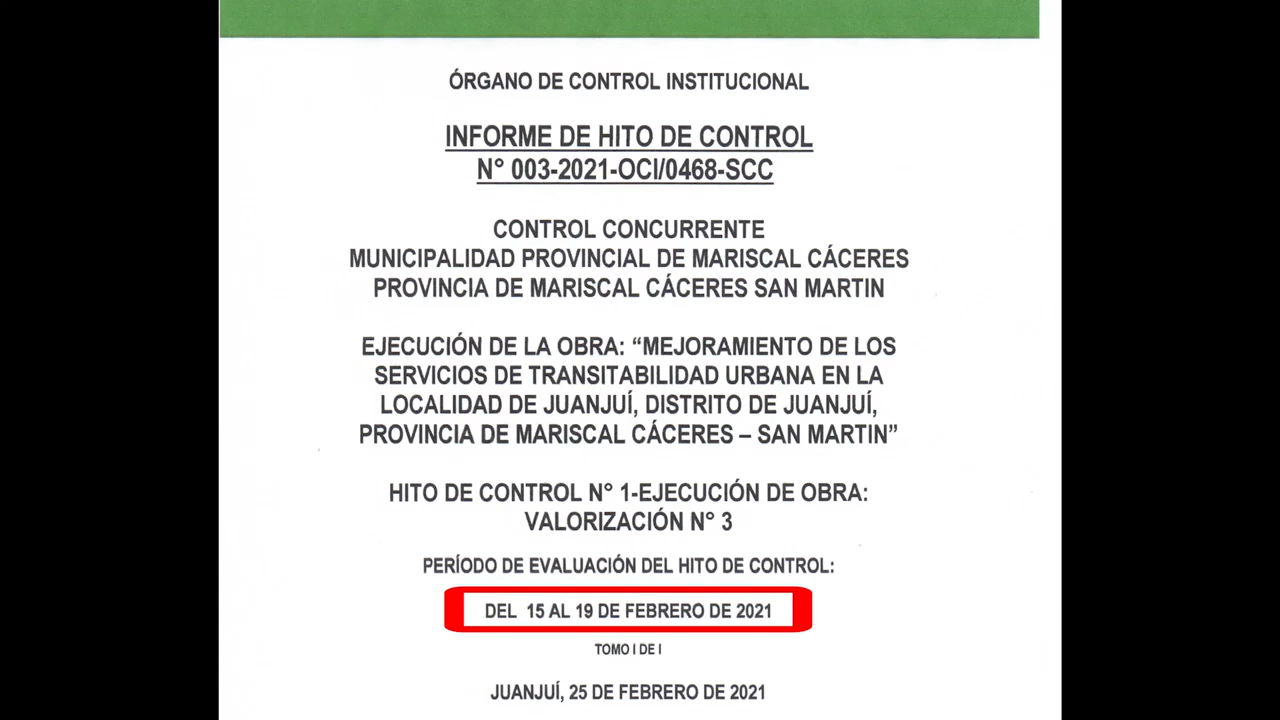 ÓRGANO DE CONTROL INSTITUCIONAL
INFORME DE HITO DE CONTROL
N° 003-2021-OCI/0468-SCC
CONTROL CONCURRENTE
MUNICIPALIDAD PROVINCIAL DE MARISCAL CÁCERES
PROVINCIA DE MARISCAL CÁCERES SAN MARTIN
EJECUCIÓN DE LA OBRA: “MEJORAMIENTO DE LOS
SERVICIOS DE TRANSITABILIDAD URBANA EN LA
LOCALIDAD DE JUANJUÍ, DISTRITO DE JUANJUÍ,
PROVINCIA DE MARISCAL CÁCERES – SAN MARTIN”
HITO DE CONTROL N° 1-EJECUCIÓN DE OBRA:
VALORIZACIÓN N° 3
PERÍODO DE EVALUACIÓN DEL HITO DE CONTROL:
DEL 15 AL 19 DE FEBRERO DE 2021
TOMO I DE I
JUANJUÍ, 25 DE FEBRERO DE 2021